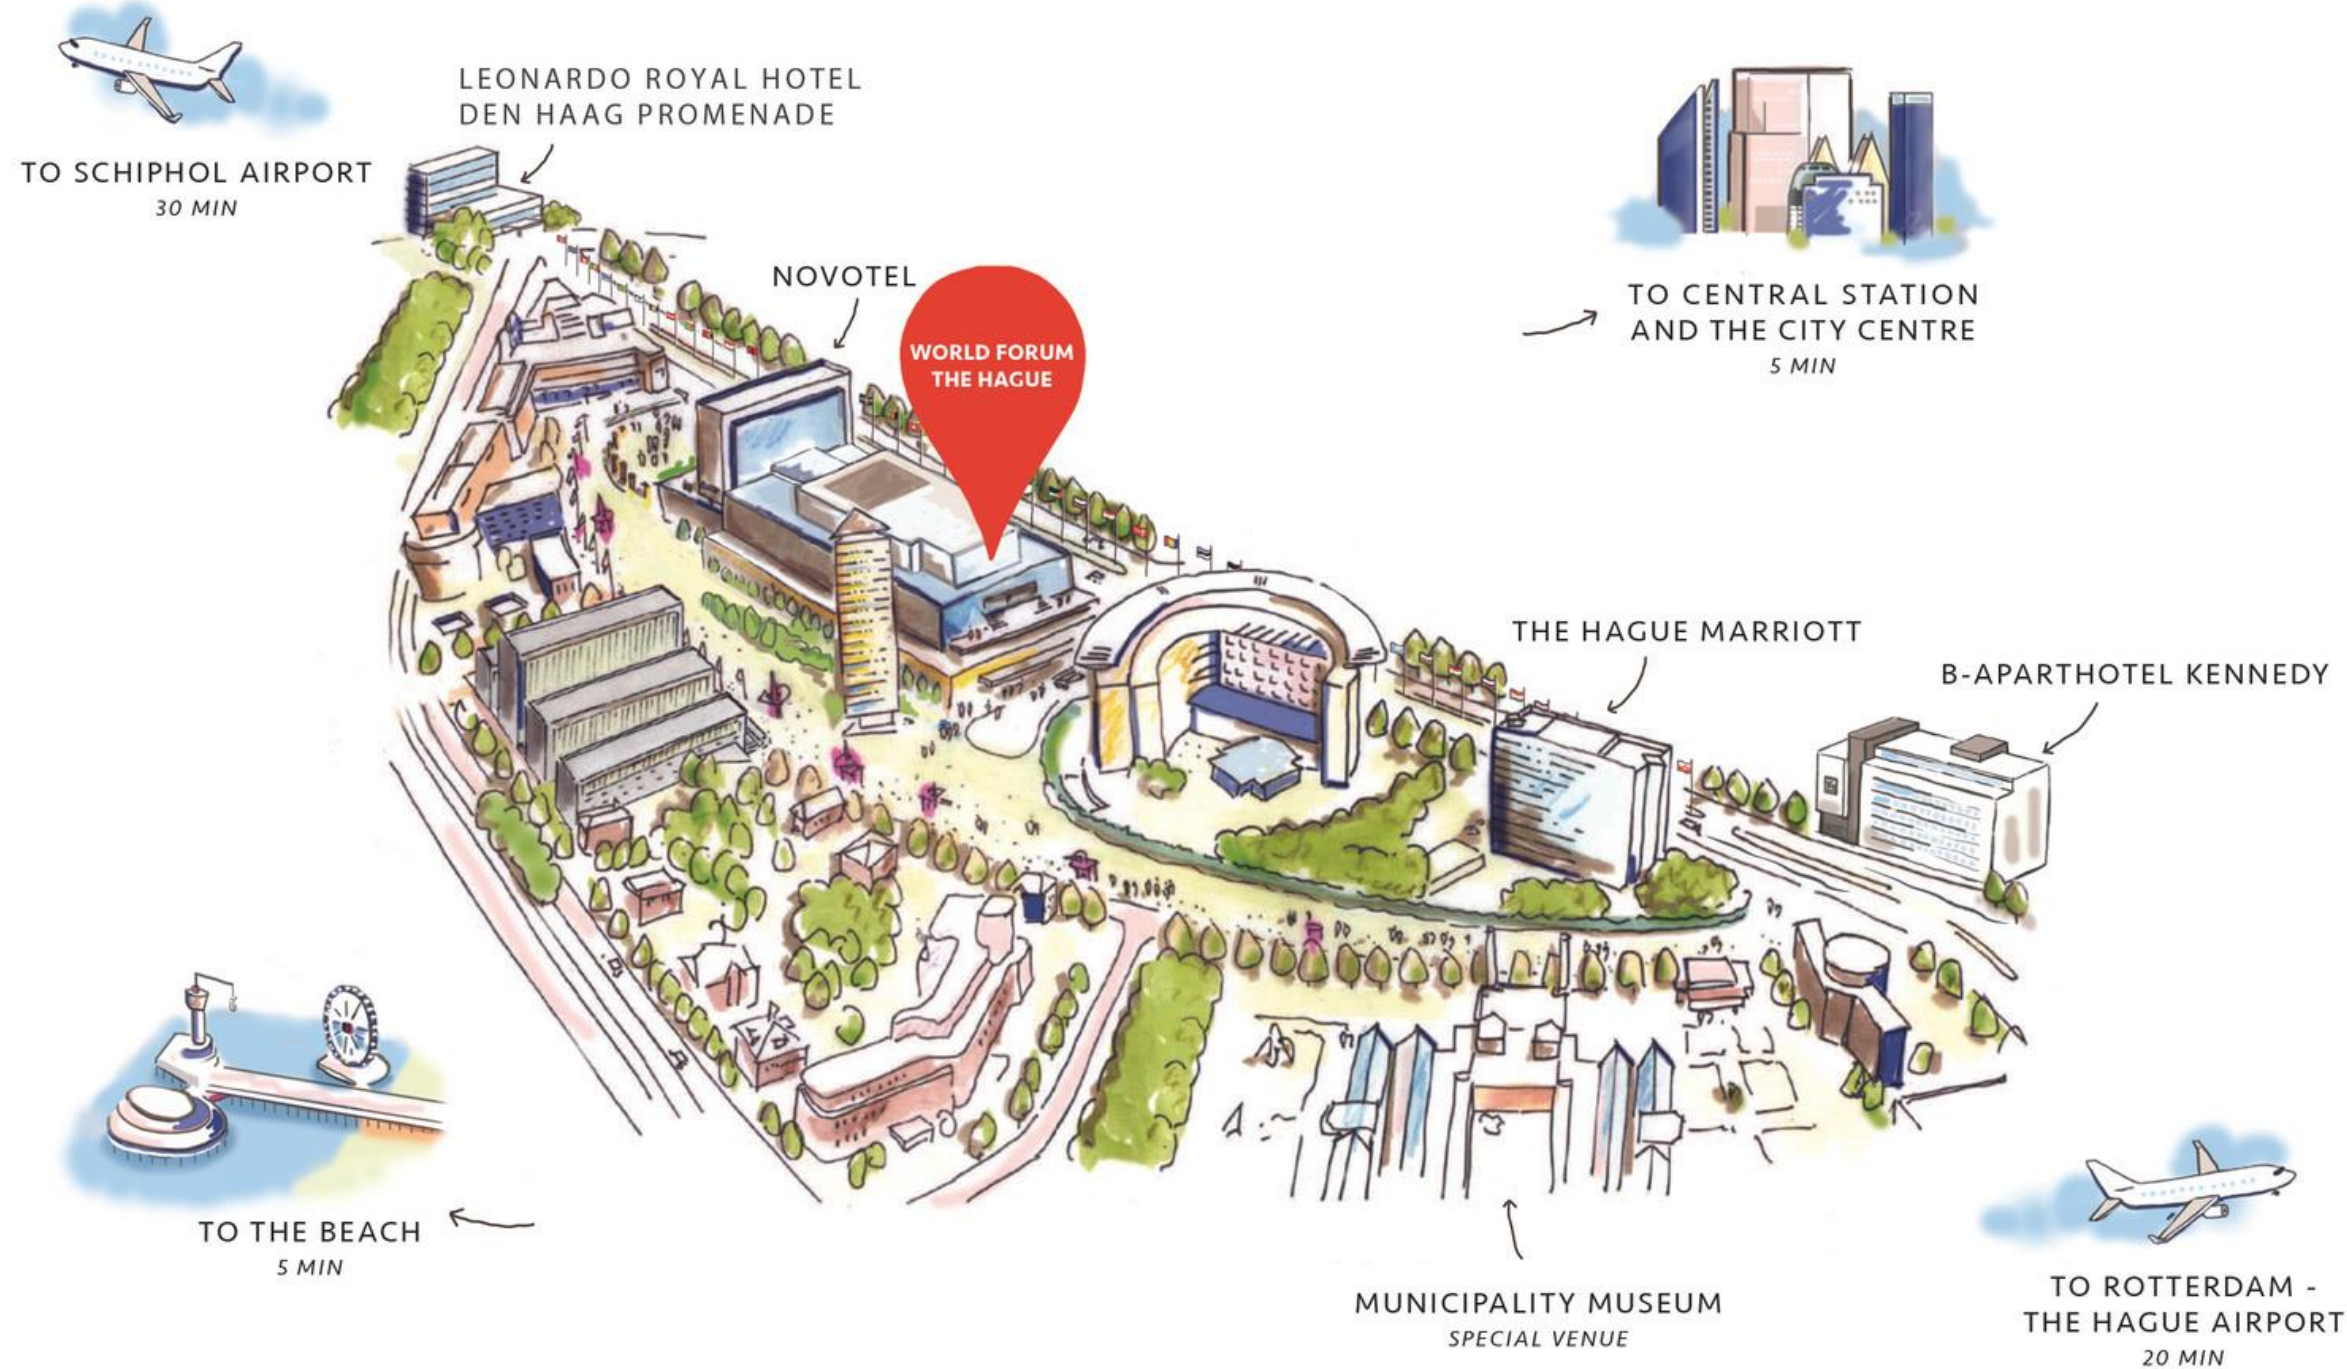 LEONARDO ROYAL HOTEL
DEN HAAG PROMENADE
TO SCHIPHOL AIRPORT
30 MIN
NOVOTEL
WORLD FORUM
THE HAGUE
TO CENTRAL STATION
AND THE CITY CENTRE
5 MIN
THE HAGUE MARRIOTT
B-APARTHOTEL KENNEDY
TO THE BEACH
5 MIN
MUNICIPALITY MUSEUM
SPECIAL VENUE
TO ROTTERDAM -
THE HAGUE AIRPORT
20 MIN